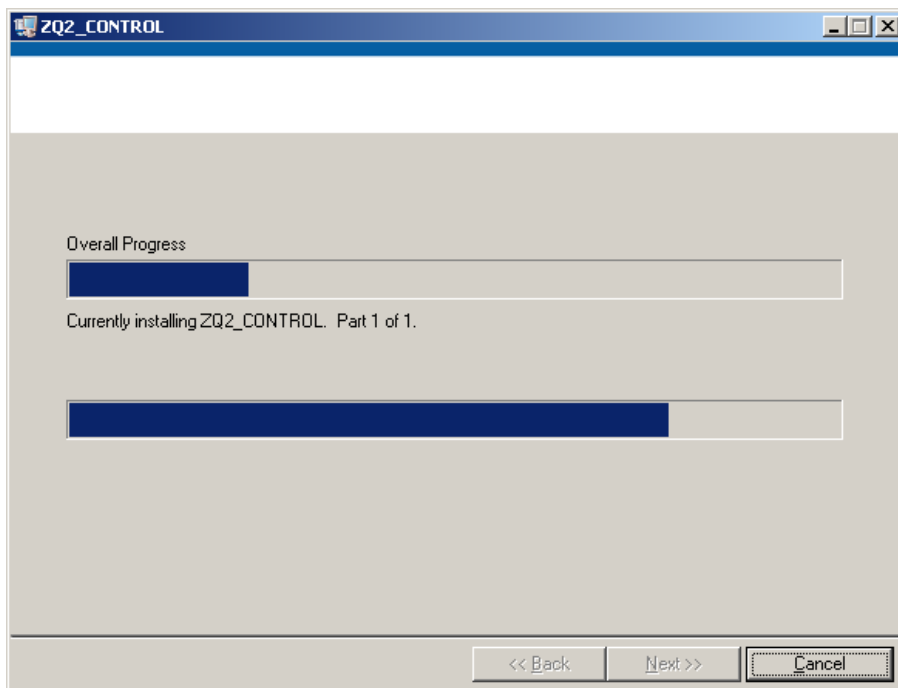 ZQ2_CONTROL
Overall Progress
Currently installing ZQ2_CONTROL.  Part 1 of 1.
<< Back
Next >>
Cancel